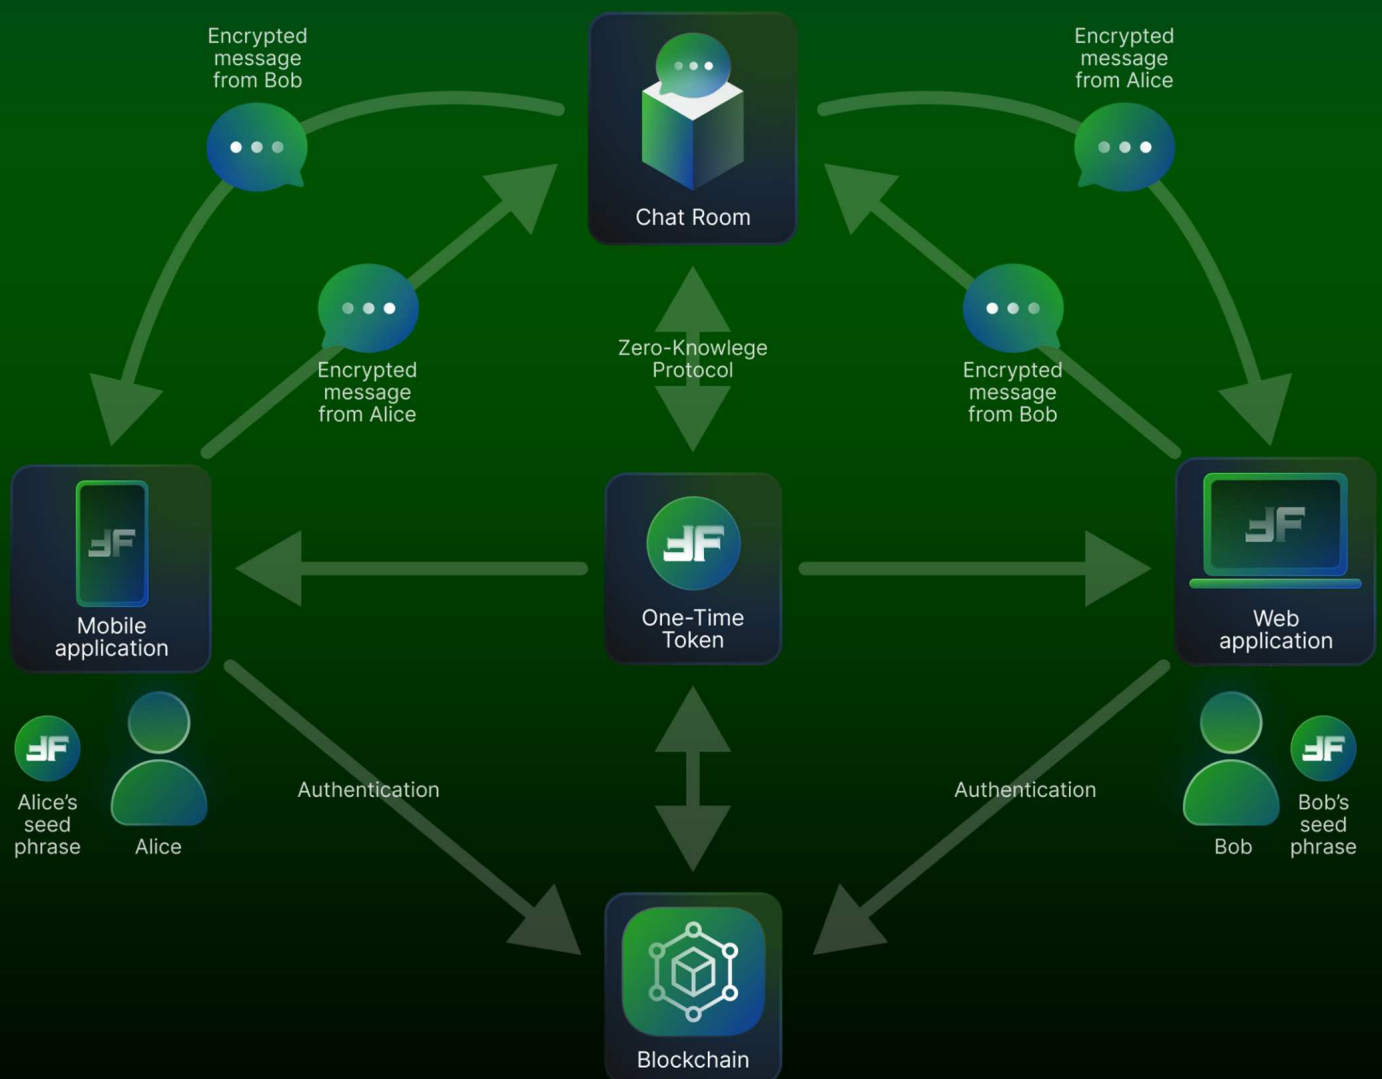 Encrypted
message
from Bob
Encrypted
message
from Alice
Chat Room
Encrypted
message
from Alice
Zero-Knowlege
Protocol
Encrypted
message
from Bob
Mobile
application
One-Time
Token
Web
application
Alice's
seed
phrase
Alice
Authentication
Authentication
Bob
Bob's
seed
phrase
Blockchain